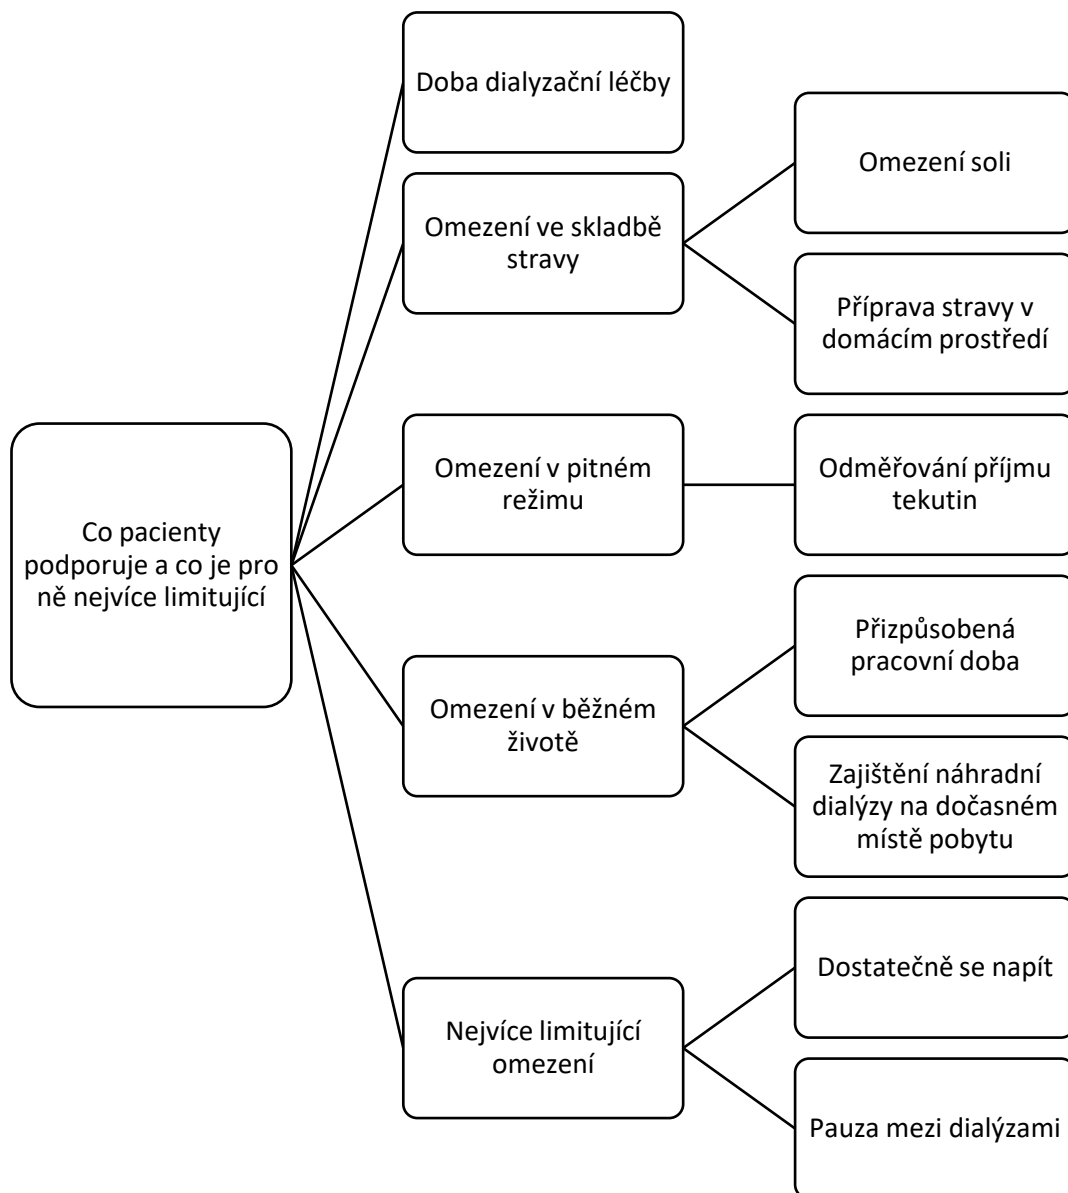 Co pacienty
podporuje a co je pro
ně nejvíce limitující
Doba dialyzační léčby
Omezení ve skladbě
stravy
Omezení soli
Příprava stravy v
domácím prostředí
Omezení v pitném
režimu
Odměřování příjmu
tekutin
Omezení v běžném
životě
Přizpůsobená
pracovní doba
Zajištění náhradní
dialýzy na dočasném
místě pobytu
Nejvíce limitující
omezení
Dostatečně se napít
Pauza mezi dialýzami